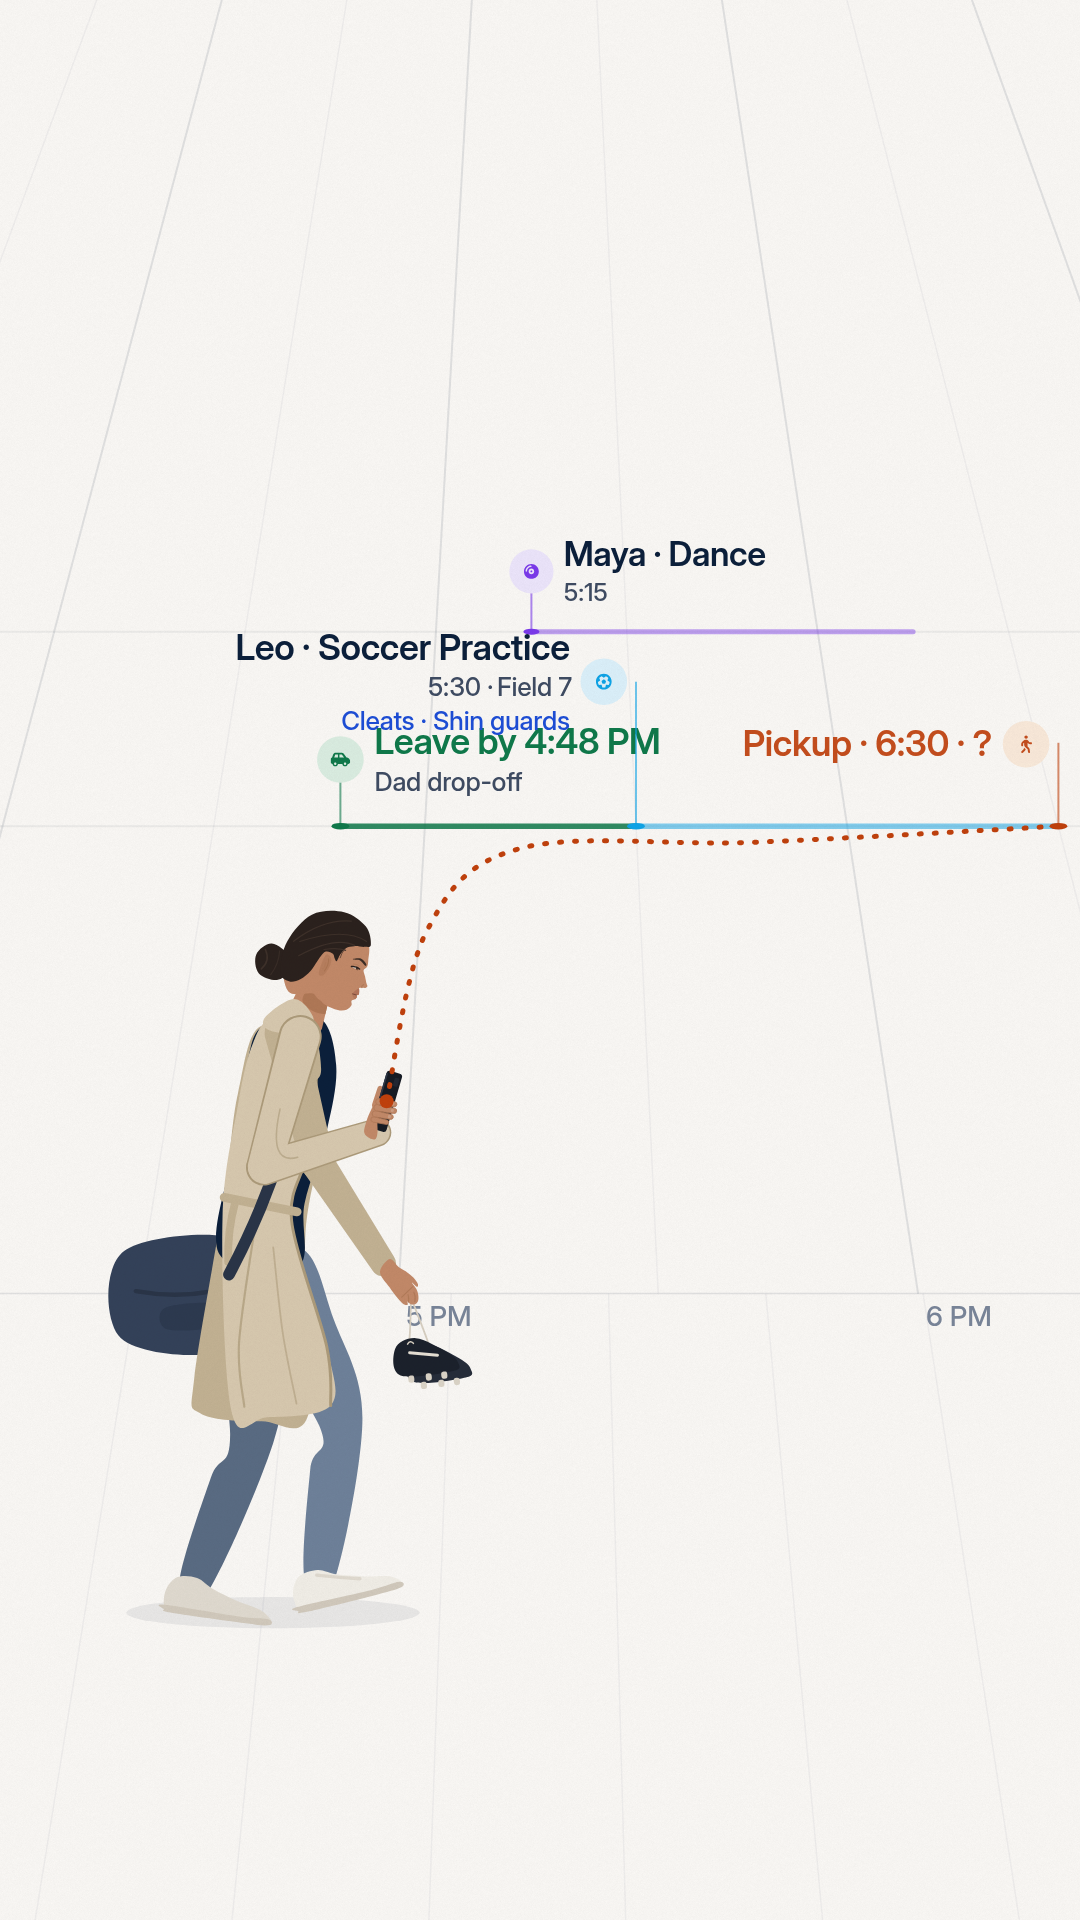 Maya · Dance
5:15
Leo · Soccer Practice
5:30 · Field 7
Cleats · Shin guards
Leave by 4:48 PM
Dad drop-off
Pickup · 6:30 · ?
5 PM
6 PM